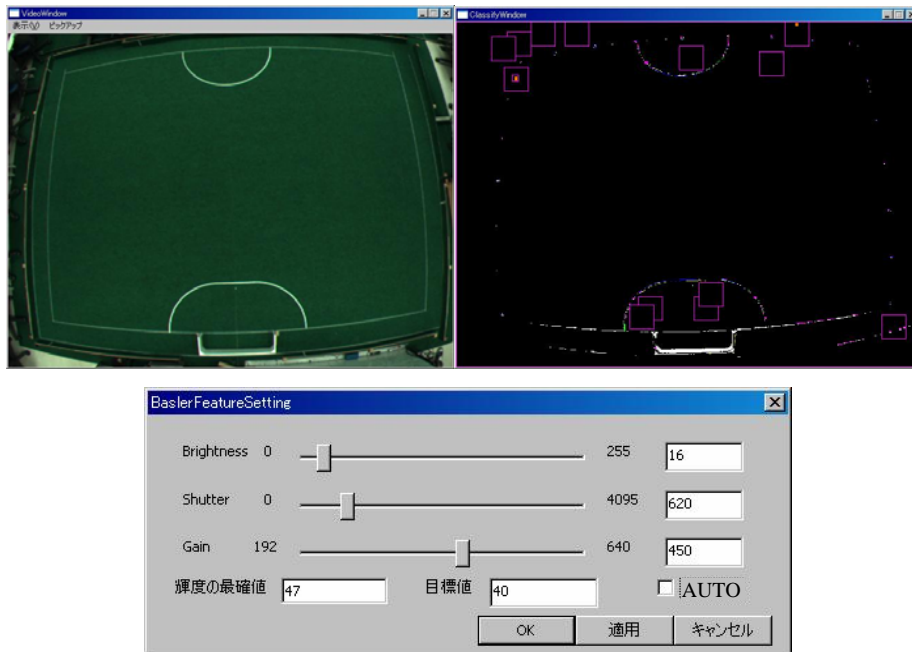 VideoWindow
表示(V) ピックアップ
ClassifyWindow
BaslerFeatureSetting
Brightness 0 255 16
Shutter 0 4095 620
Gain 192 640 450
輝度の最確値 47 目標値 40 AUTO
OK 適用 キャンセル